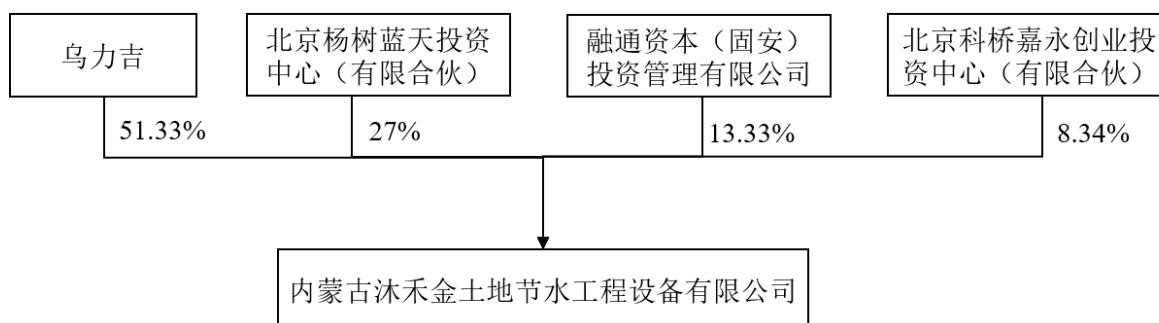 乌力吉
北京杨树蓝天投资
中心（有限合伙）
融通资本（固安）
投资管理有限公司
北京科桥嘉永创业投
资中心（有限合伙）
51.33%
27%
13.33%
8.34%
内蒙古沐禾金土地节水工程设备有限公司